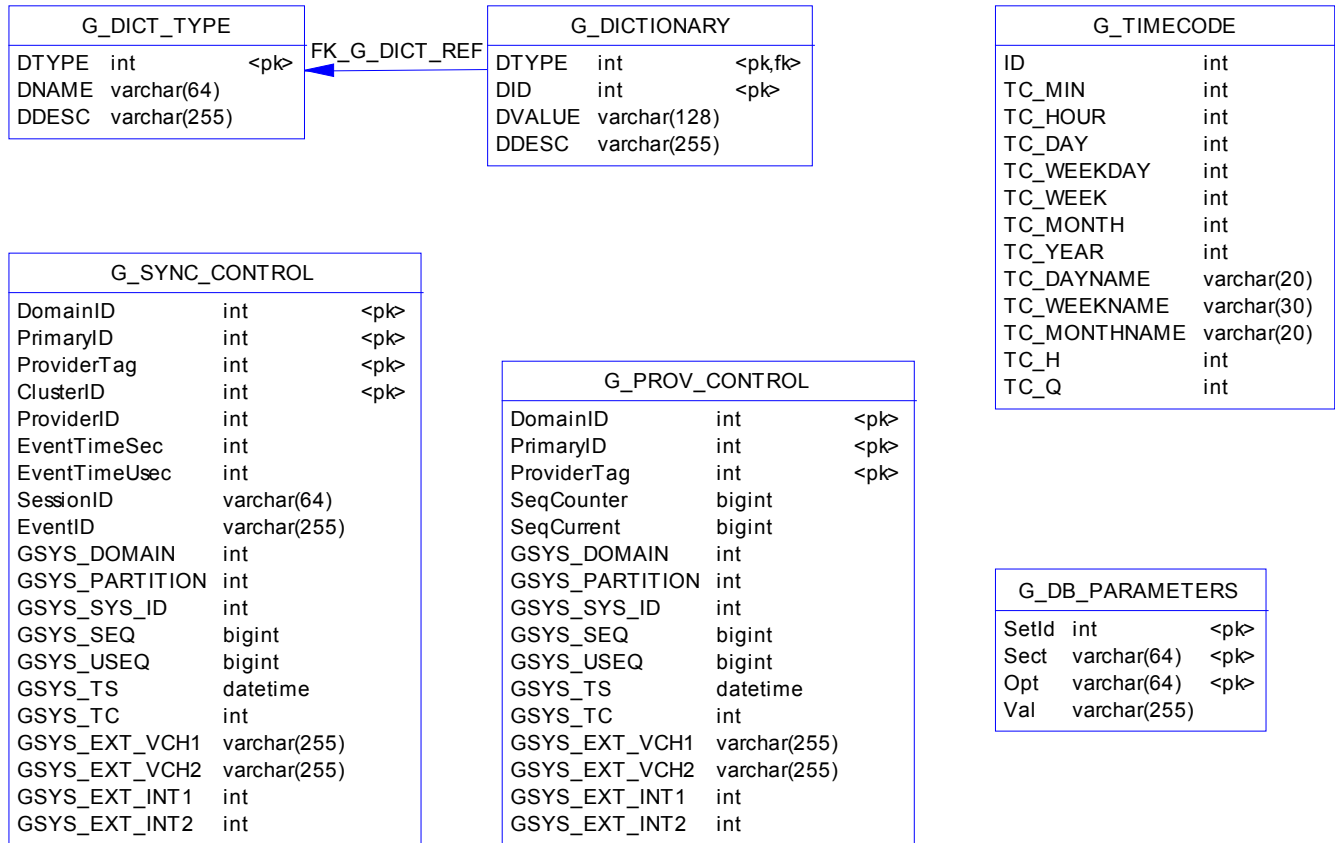 G_DICT_TYPE
DTYPE int <pk>
DNAME varchar(64)
DDESC varchar(255)
FK_G_DICT_REF
G_DICTIONARY
DTYPE int <pk,fk>
DID int <pk>
DVALUE varchar(128)
DDESC varchar(255)
G_TIMECODE
ID int
TC_MIN int
TC_HOUR int
TC_DAY int
TC_WEEKDAY int
TC_WEEK int
TC_MONTH int
TC_YEAR int
TC_DAYNAME varchar(20)
TC_WEEKNAME varchar(30)
TC_MONTHNAME varchar(20)
TC_H int
TC_Q int
G_SYNC_CONTROL
DomainID int <pk>
PrimaryID int <pk>
ProviderTag int <pk>
ClusterID int <pk>
ProviderID int
EventTimeSec int
EventTimeUsec int
SessionID varchar(64)
EventID varchar(255)
GSYS_DOMAIN int
GSYS_PARTITION int
GSYS_SYS_ID int
GSYS_SEQ bigint
GSYS_USEQ bigint
GSYS_TS datetime
GSYS_TC int
GSYS_EXT_VCH1 varchar(255)
GSYS_EXT_VCH2 varchar(255)
GSYS_EXT_INT1 int
GSYS_EXT_INT2 int
G_PROV_CONTROL
DomainID int <pk>
PrimaryID int <pk>
ProviderTag int <pk>
SeqCounter bigint
SeqCurrent bigint
GSYS_DOMAIN int
GSYS_PARTITION int
GSYS_SYS_ID int
GSYS_SEQ bigint
GSYS_USEQ bigint
GSYS_TS datetime
GSYS_TC int
GSYS_EXT_VCH1 varchar(255)
GSYS_EXT_VCH2 varchar(255)
GSYS_EXT_INT1 int
GSYS_EXT_INT2 int
G_DB_PARAMETERS
SetId int <pk>
Sect varchar(64) <pk>
Opt varchar(64) <pk>
Val varchar(255)